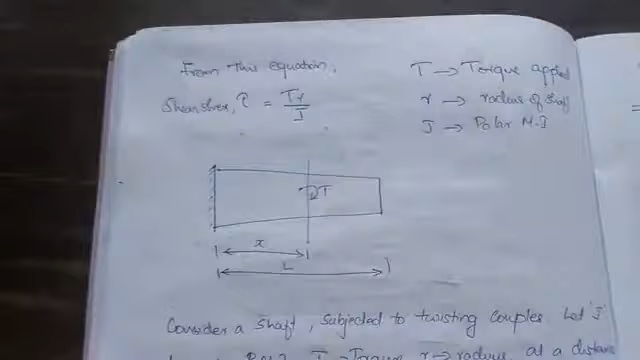 From this equation,
Shear stress, τ = Tr / J
T → Torque applied
r → radius of shaft
J → Polar M.I
T
x
L
Consider a shaft, subjected to twisting couples. Let 'J'
T → Torque r → radius at a distance